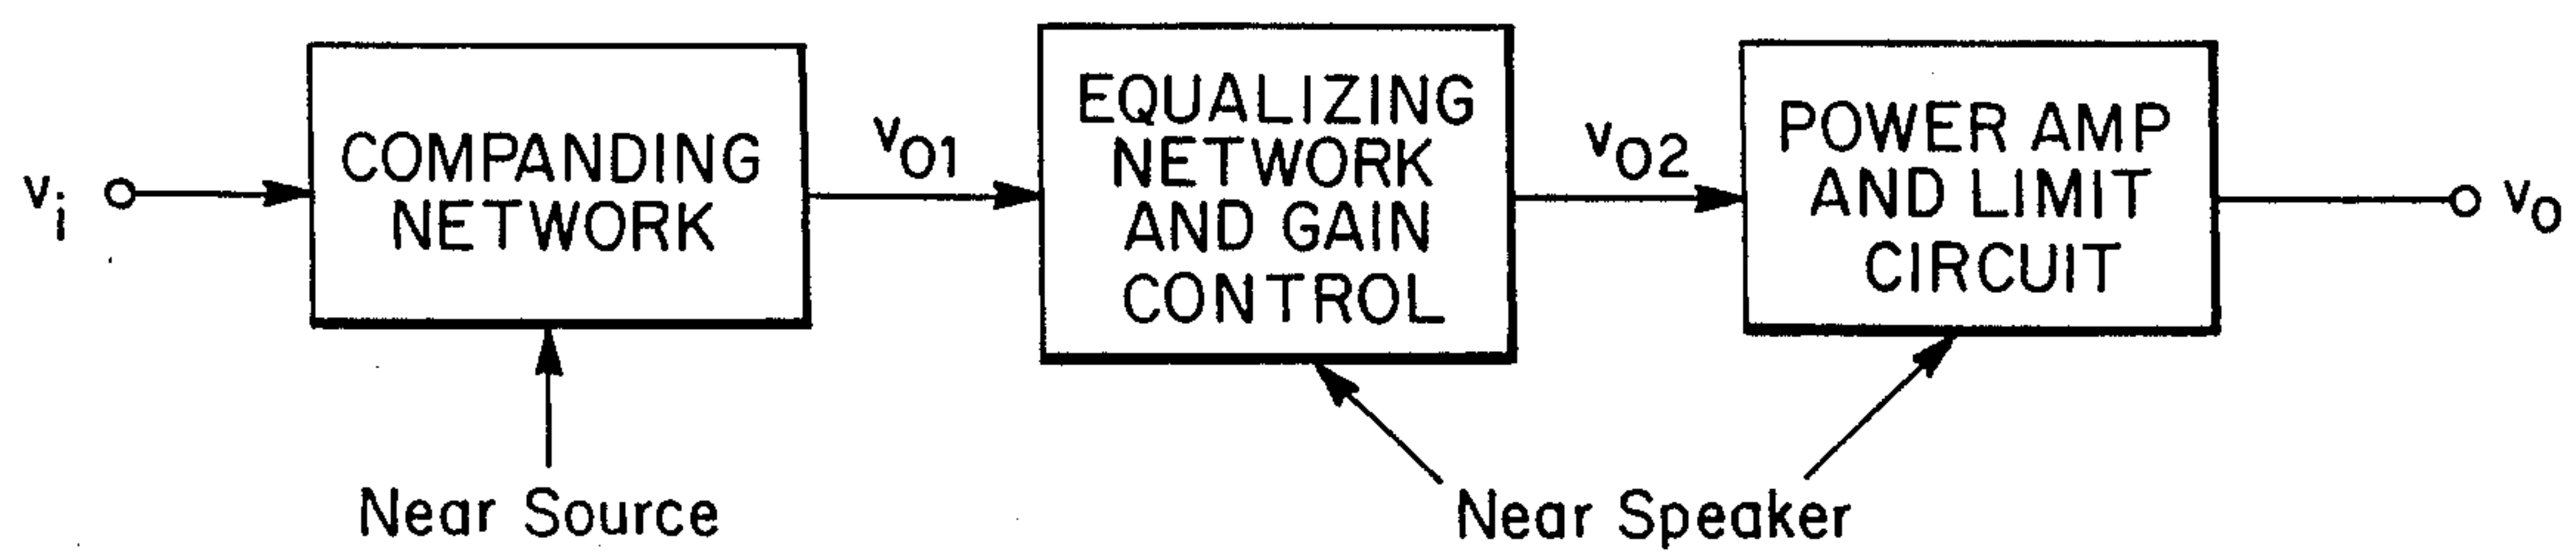 vi
COMPANDING
NETWORK
vO1
EQUALIZING
NETWORK
AND GAIN
CONTROL
vO2
POWER AMP
AND LIMIT
CIRCUIT
vO
Near Source
Near Speaker